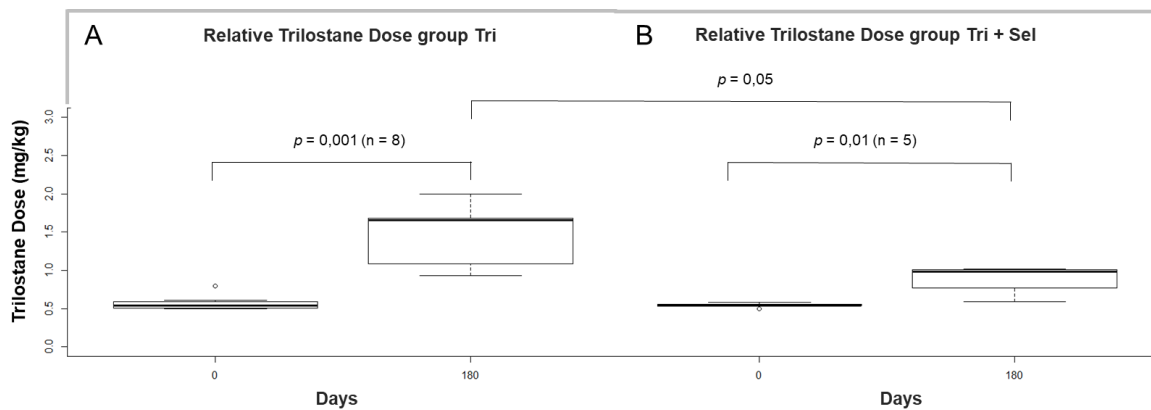 A
Relative Trilostane Dose group Tri
B
Relative Trilostane Dose group Tri + Sel
p = 0,05
p = 0,001 (n = 8)
p = 0,01 (n = 5)
Trilostane Dose (mg/kg)
3.0
2.5
2.0
1.5
1.0
0.5
0.0
0
180
0
180
Days
Days